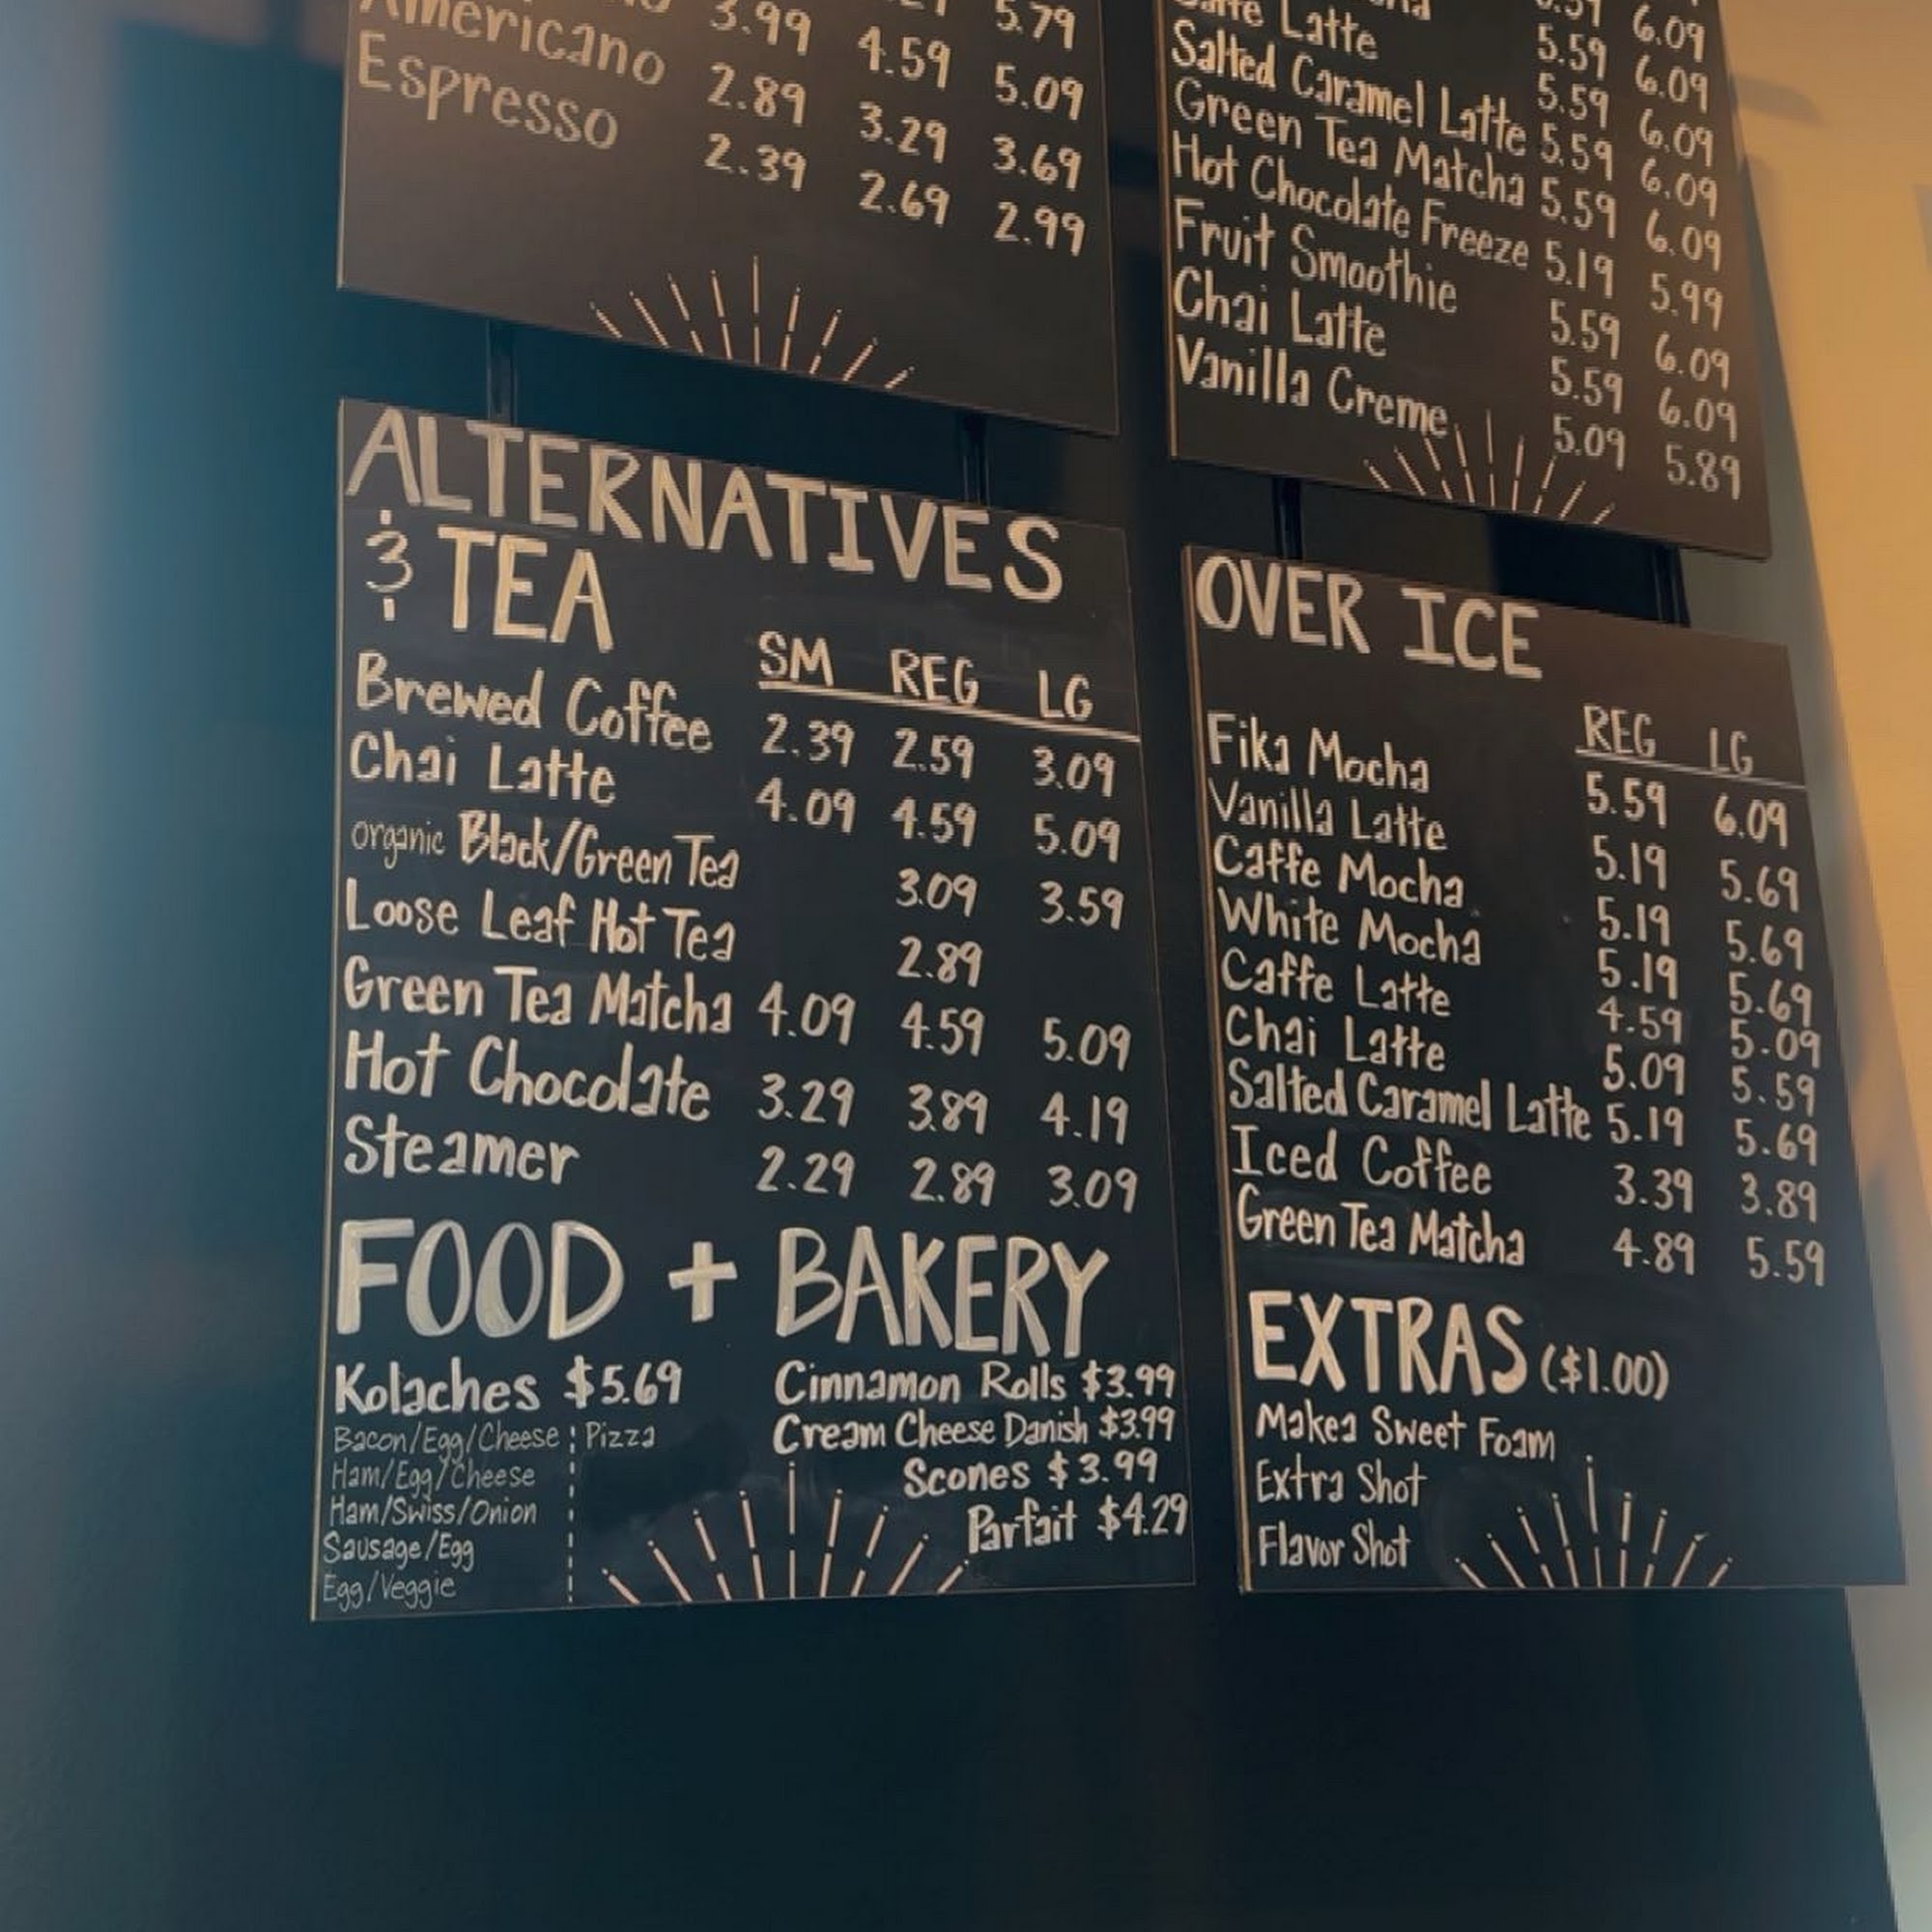 5.79
3.99 4.59 5.09
Americano 2.89 3.29 3.69
Espresso 2.39 2.69 2.99
6.09
5.59 6.09
Latte 5.59 6.09
Salted Caramel Latte 5.59 6.09
Green Tea Matcha 5.59 6.09
Hot Chocolate Freeze 5.19 5.99
Fruit Smoothie 5.59 6.09
Chai Latte 5.59 6.09
Vanilla Creme 5.09 5.89
ALTERNATIVES
& TEA
SM REG LG
Brewed Coffee 2.39 2.59 3.09
Chai Latte 4.09 4.59 5.09
organic Black/Green Tea 3.09 3.59
Loose Leaf Hot Tea 2.89
Green Tea Matcha 4.09 4.59 5.09
Hot Chocolate 3.29 3.89 4.19
Steamer 2.29 2.89 3.09
FOOD + BAKERY
Kolaches $5.69
Bacon/Egg/Cheese Pizza
Ham/Egg/Cheese
Ham/Swiss/Onion
Sausage/Egg
Egg/Veggie
Cinnamon Rolls $3.99
Cream Cheese Danish $3.99
Scones $3.99
Parfait $4.29
OVER ICE
REG LG
Fika Mocha 5.59 6.09
Vanilla Latte 5.19 5.69
Caffe Mocha 5.19 5.69
White Mocha 5.19 5.69
Caffe Latte 4.59 5.09
Chai Latte 5.09 5.59
Salted Caramel Latte 5.19 5.69
Iced Coffee 3.39 3.89
Green Tea Matcha 4.89 5.59
EXTRAS ($1.00)
Makea Sweet Foam
Extra Shot
Flavor Shot